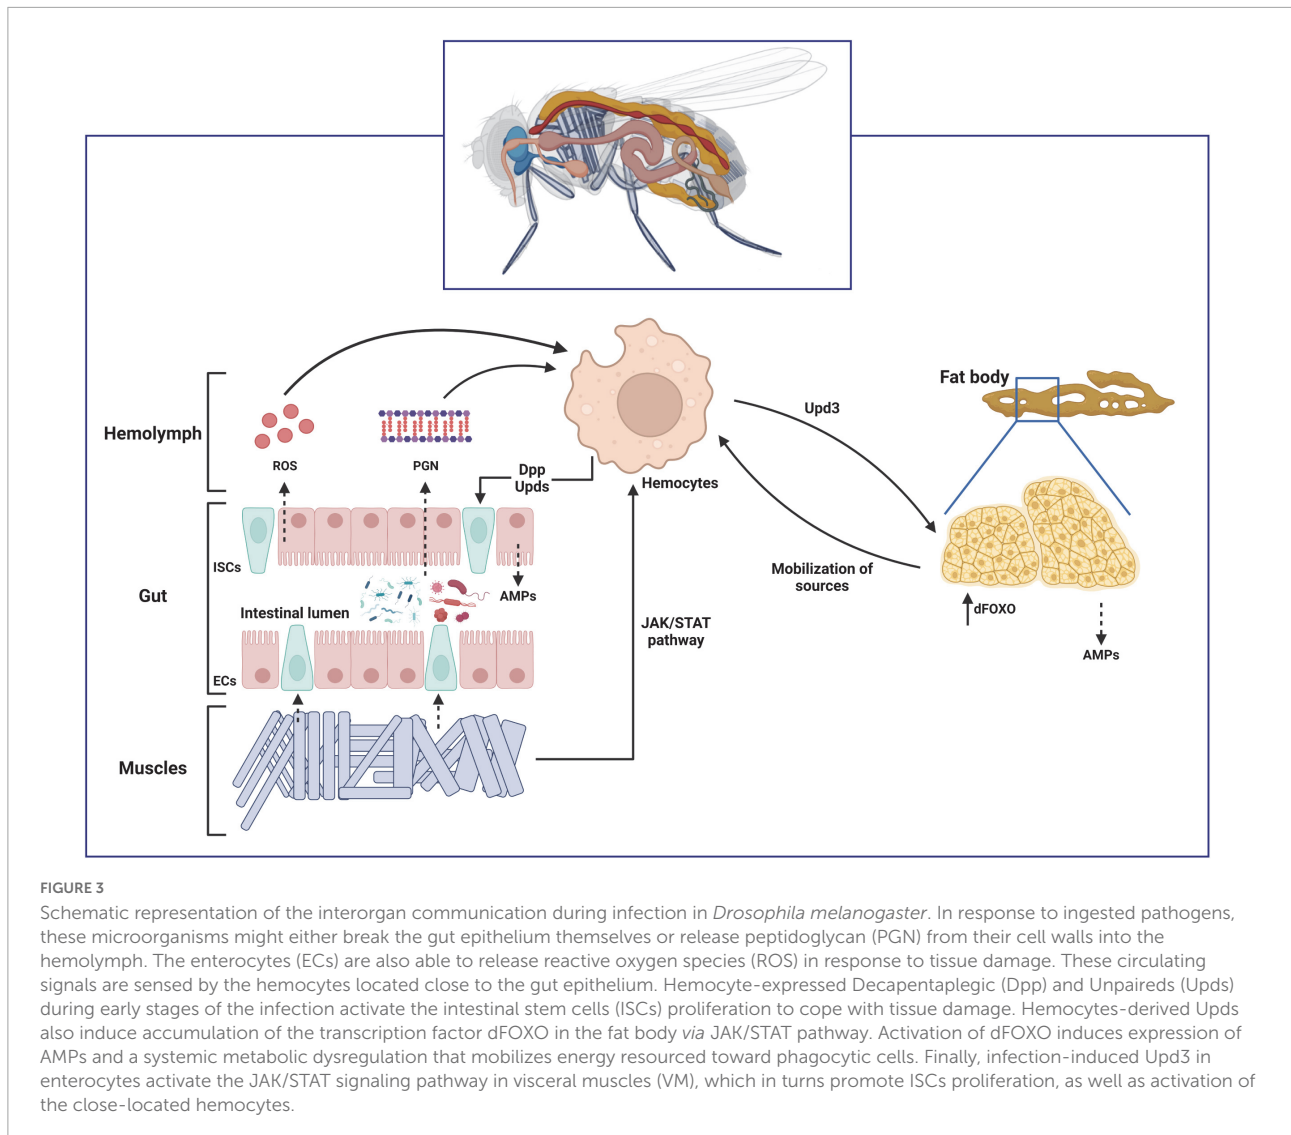 Fat body
Upd3
Hemolymph
ROS
PGN
Dpp
Upds
Hemocytes
ISCs
Mobilization of
sources
Gut
AMPs
Intestinal lumen
dFOXO
JAK/STAT
pathway
AMPs
ECs
Muscles
FIGURE 3
Schematic representation of the interorgan communication during infection in Drosophila melanogaster. In response to ingested pathogens,
these microorganisms might either break the gut epithelium themselves or release peptidoglycan (PGN) from their cell walls into the
hemolymph. The enterocytes (ECs) are also able to release reactive oxygen species (ROS) in response to tissue damage. These circulating
signals are sensed by the hemocytes located close to the gut epithelium. Hemocyte-expressed Decapentaplegic (Dpp) and Unpaireds (Upds)
during early stages of the infection activate the intestinal stem cells (ISCs) proliferation to cope with tissue damage. Hemocytes-derived Upds
also induce accumulation of the transcription factor dFOXO in the fat body via JAK/STAT pathway. Activation of dFOXO induces expression of
AMPs and a systemic metabolic dysregulation that mobilizes energy resourced toward phagocytic cells. Finally, infection-induced Upd3 in
enterocytes activate the JAK/STAT signaling pathway in visceral muscles (VM), which in turns promote ISCs proliferation, as well as activation of
the close-located hemocytes.